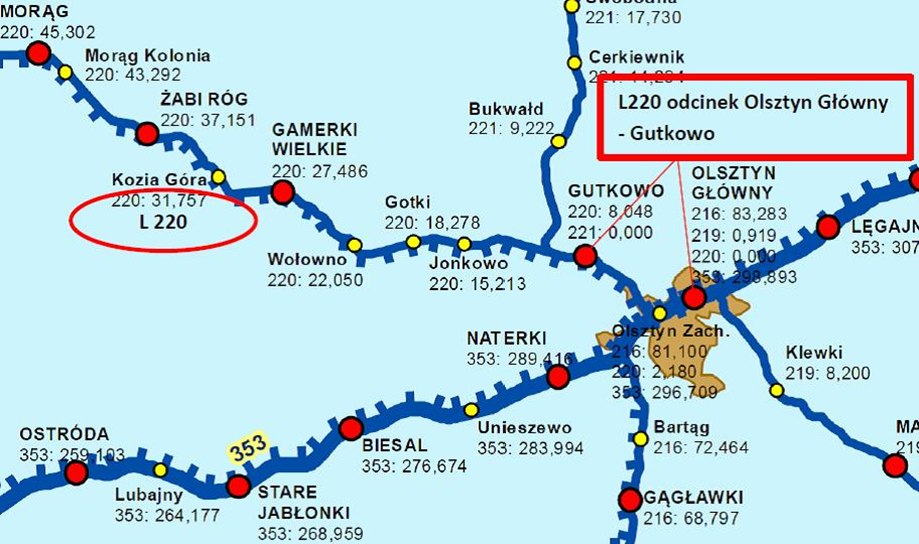 MORĄG
220: 45,302
Morąg Kolonia
220: 43,292
ŻABI RÓG
220: 37,151
Kozia Góra
220: 31,757
L 220
GAMERKI
WIELKIE
220: 27,486
Wołowno
220: 22,050
Gotki
220: 18,278
Jonkowo
220: 15,213
221: 17,730
Cerkiewnik
Bukwałd
221: 9,222
L220 odcinek Olsztyn Główny
- Gutkowo
GUTKOWO
220: 8,048
221: 0,000
OLSZTYN
GŁÓWNY
216: 83,283
219: 0,919
220: 0,000
353: 298,893
353: 307
Olsztyn Zach.
216: 81,100
220: 2,180
353: 296,709
Klewki
219: 8,200
NATERKI
353: 289,416
Unieszewo
353: 283,994
Bartąg
216: 72,464
GĄGŁAWKI
216: 68,797
BIESAL
353: 276,674
353
OSTRÓDA
353: 259,103
Lubajny
353: 264,177
STARE
JABŁONKI
353: 268,959